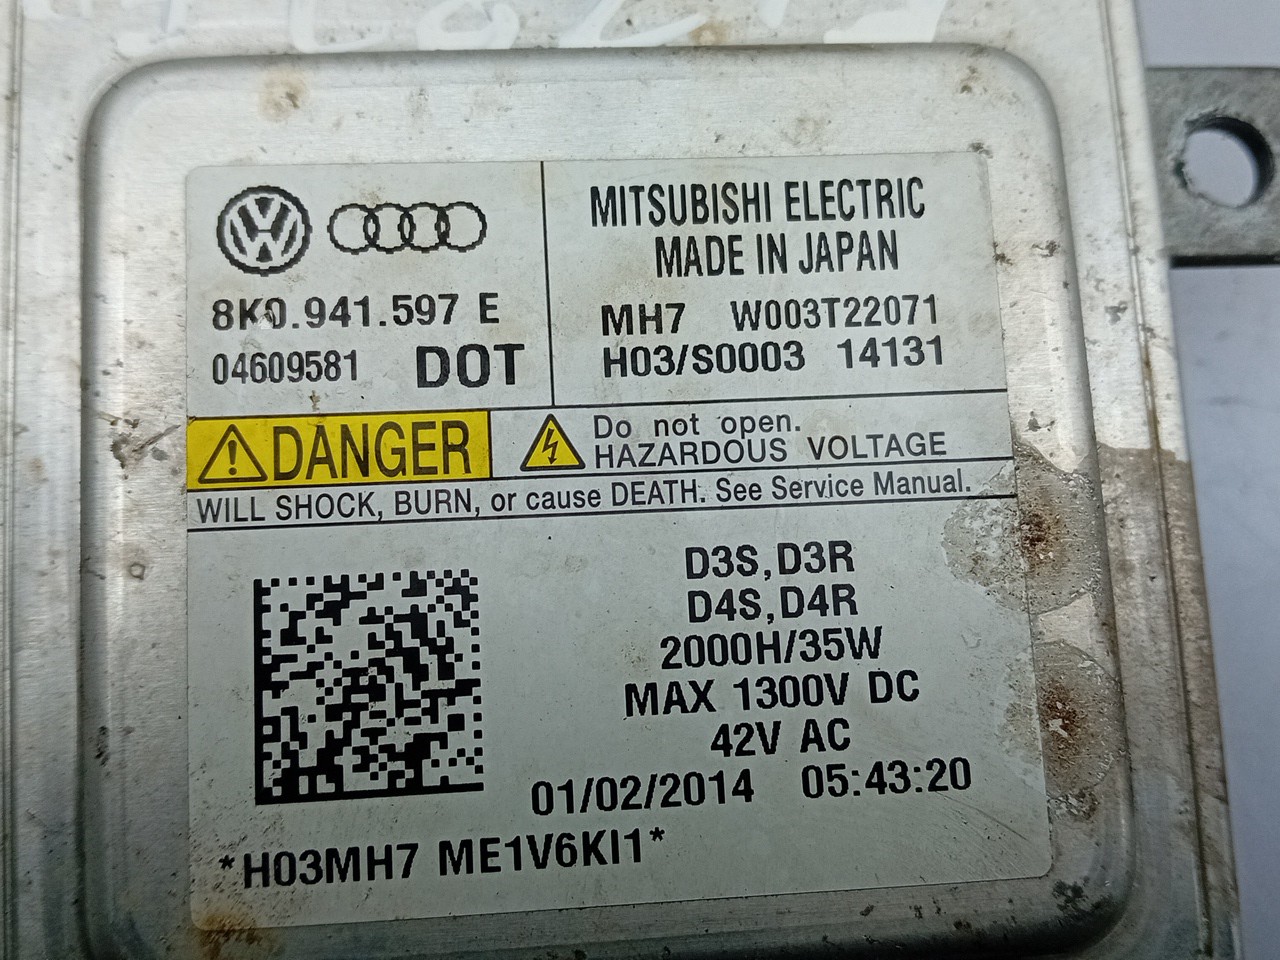 8K0.941.597 E
04609581 DOT
MITSUBISHI ELECTRIC
MADE IN JAPAN
MH7 W003T22071
H03/S0003 14131
DANGER
Do not open.
HAZARDOUS VOLTAGE
WILL SHOCK, BURN, or cause DEATH. See Service Manual.
D3S,D3R
D4S,D4R
2000H/35W
MAX 1300V DC
42V AC
01/02/2014 05:43:20
*H03MH7 ME1V6KI1*